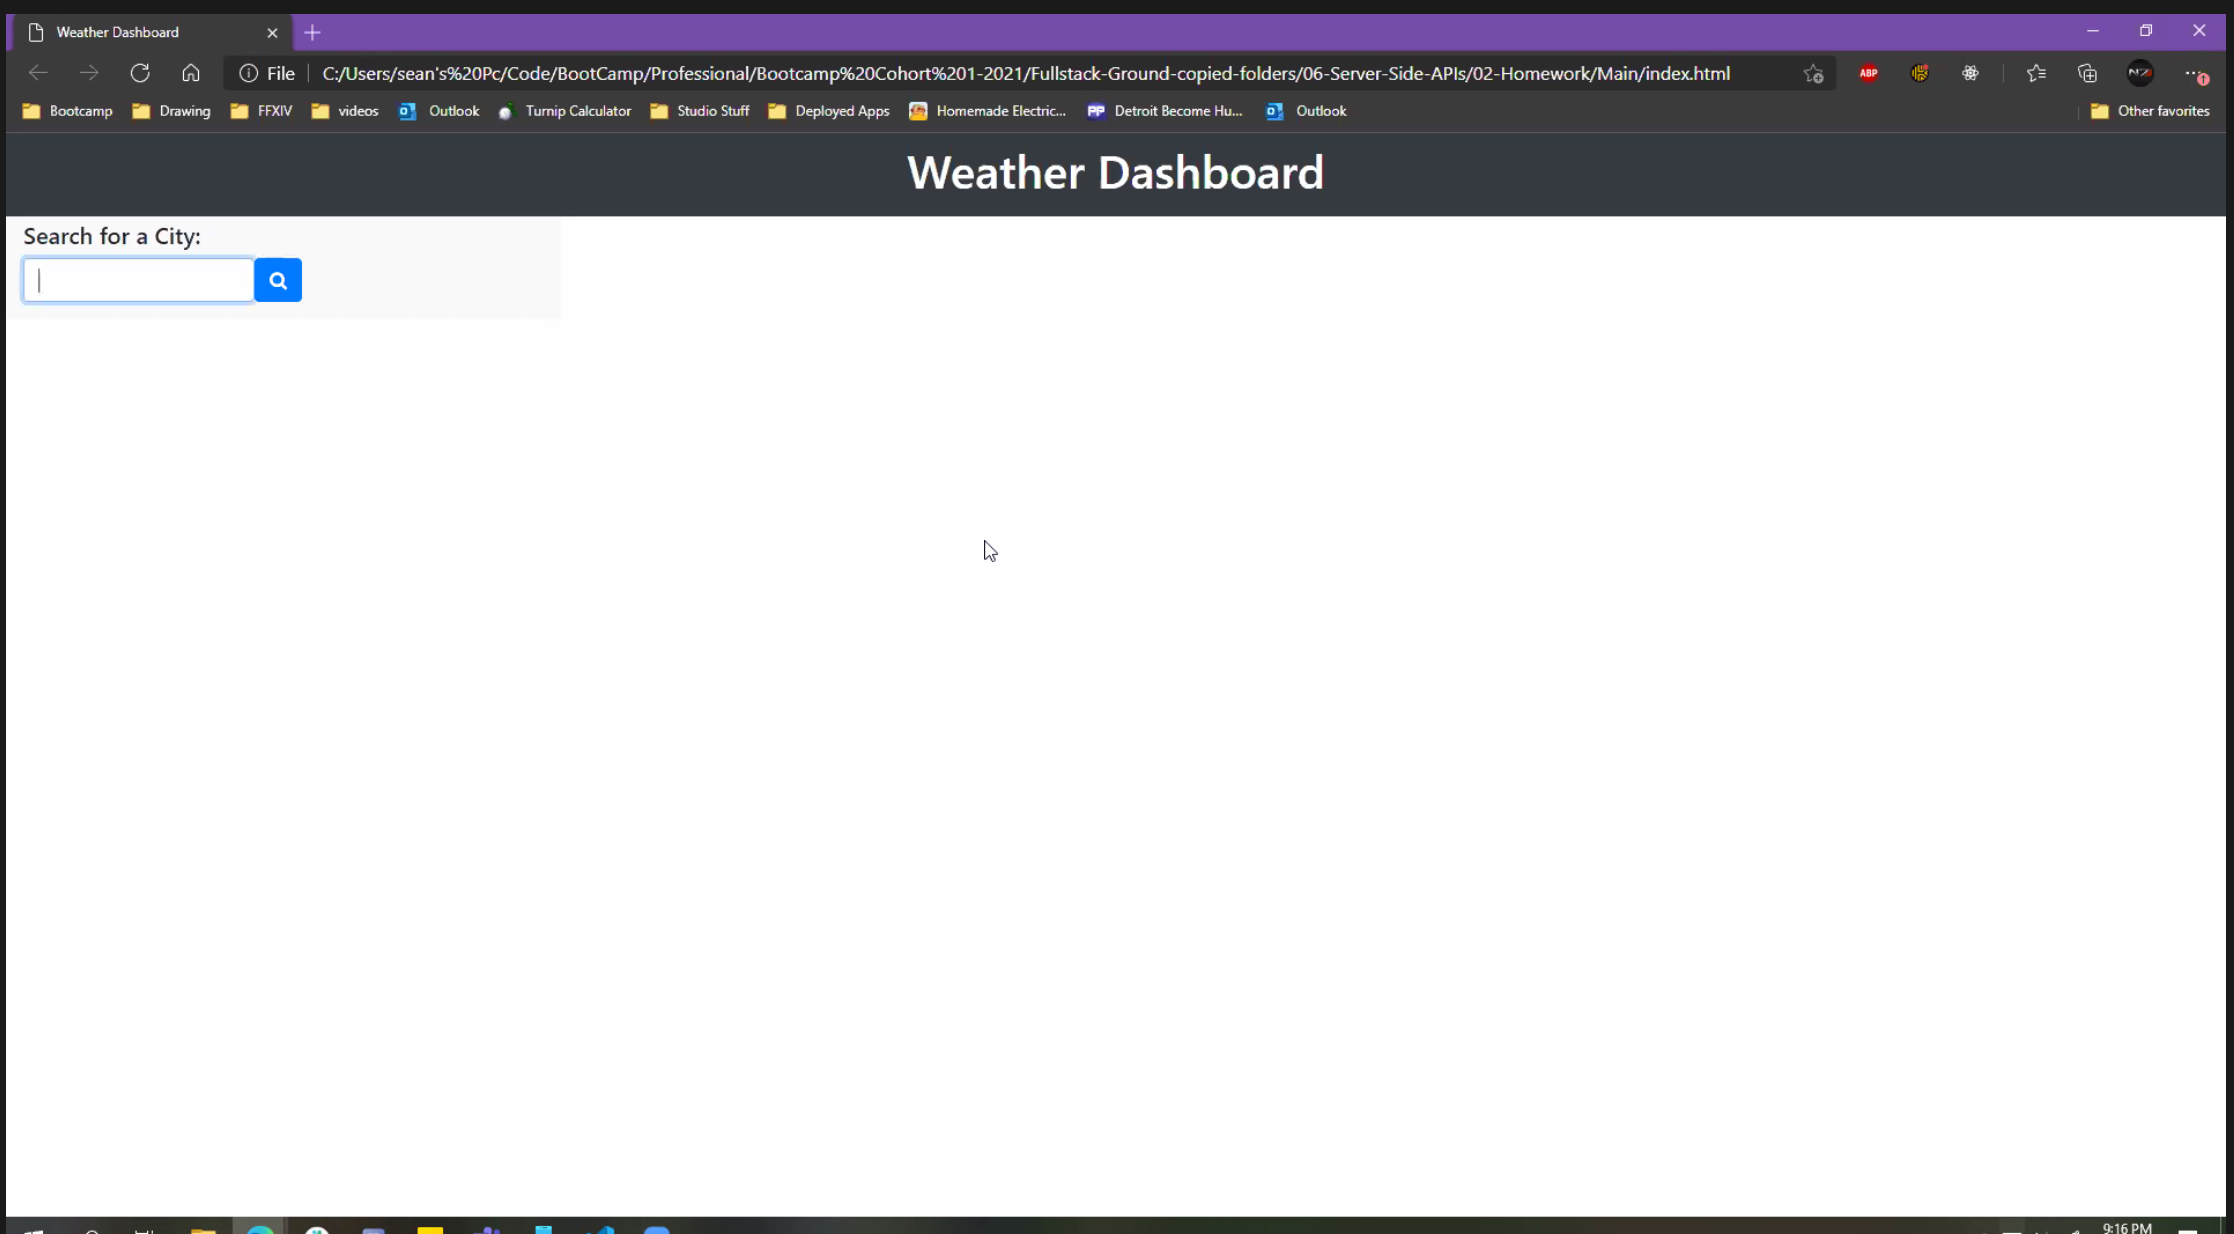 Weather Dashboard
File C:/Users/sean's%20Pc/Code/BootCamp/Professional/Bootcamp%20Cohort%201-2021/Fullstack-Ground-copied-folders/06-Server-Side-APIs/02-Homework/Main/index.html ABP
Bootcamp Drawing FFXIV videos Outlook Turnip Calculator Studio Stuff Deployed Apps Homemade Electric... Detroit Become Hu... Outlook Other favorites
Weather Dashboard
Search for a City:
9:16 PM